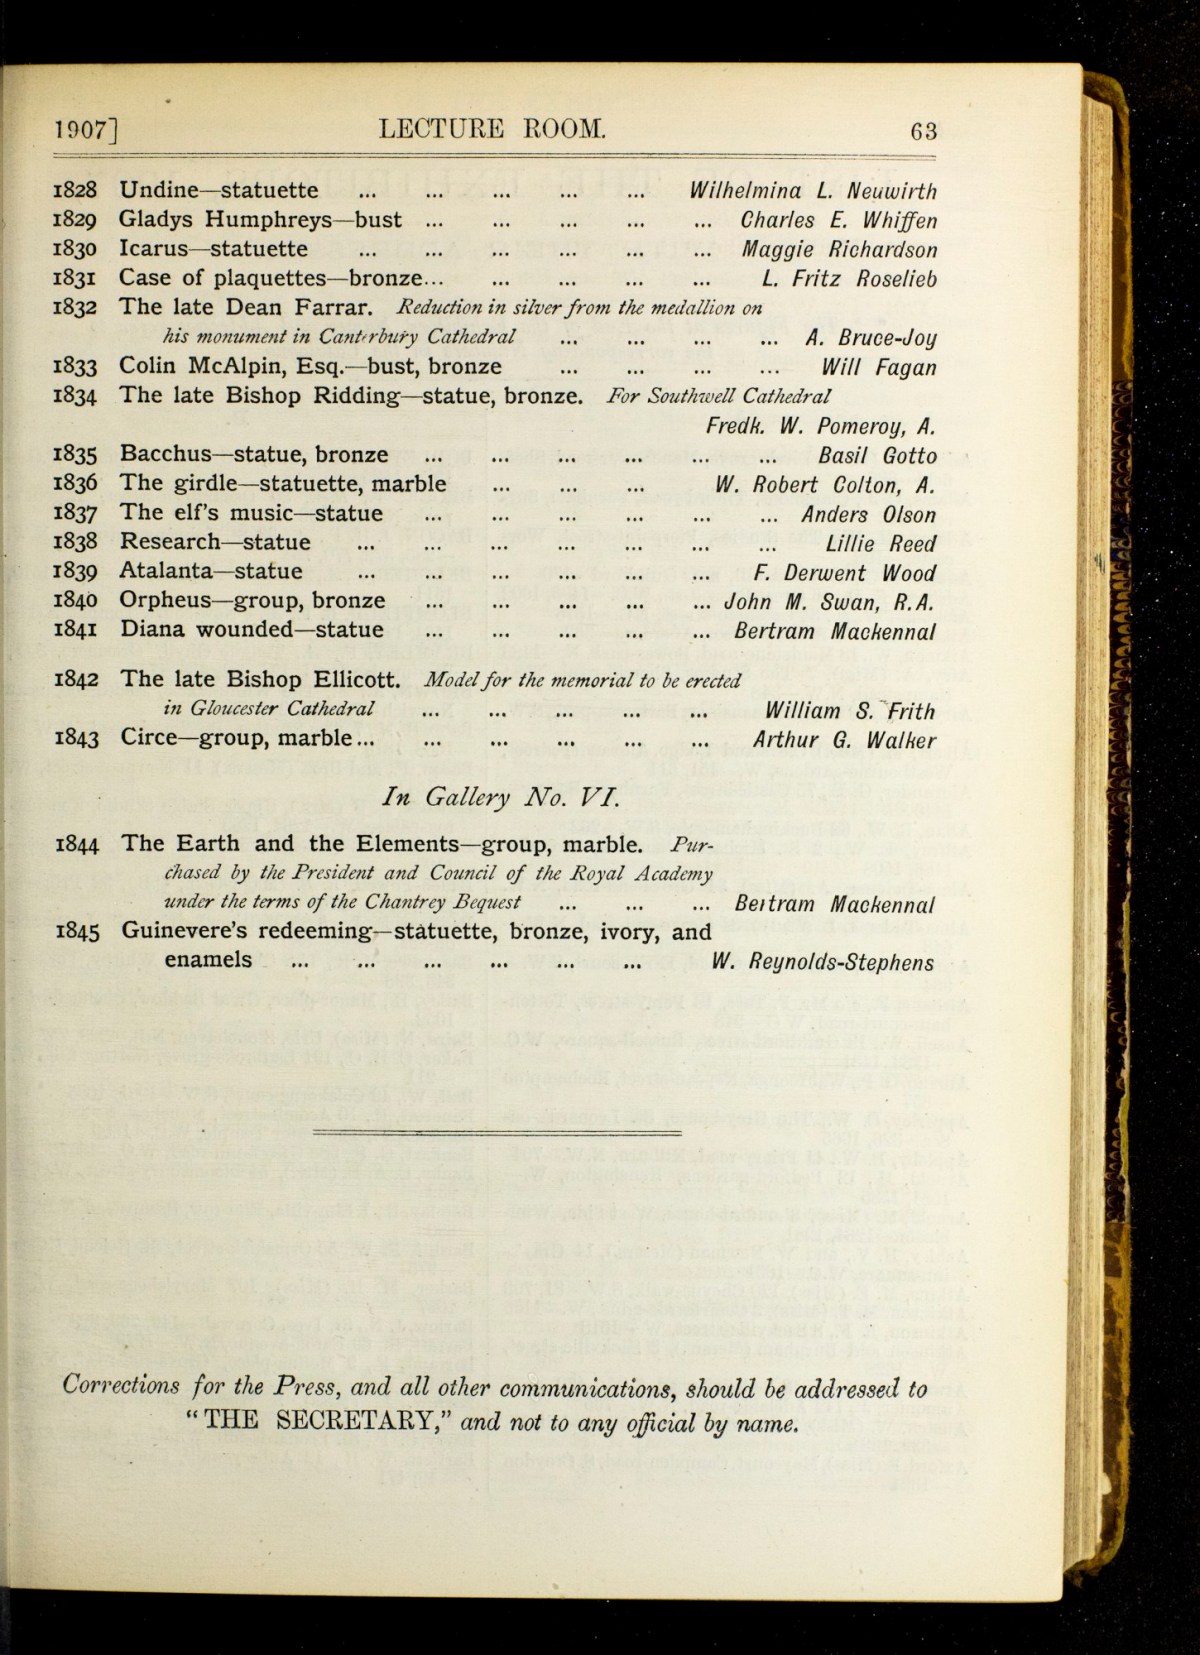 1907] LECTURE ROOM. 63
1828 Undine—statuette ... ... ... ... ... Wilhelmina L. Neuwirth
1829 Gladys Humphreys—bust ... ... ... ... ... Charles E. Whiffen
1830 Icarus—statuette ... ... ... ... ... ... Maggie Richardson
1831 Case of plaquettes—bronze... ... ... ... ... L. Fritz Roselieb
1832 The late Dean Farrar. Reduction in silver from the medallion on
his monument in Canterbury Cathedral ... ... ... ... A. Bruce-Joy
1833 Colin McAlpin, Esq.—bust, bronze ... ... ... ... Will Fagan
1834 The late Bishop Ridding—statue, bronze. For Southwell Cathedral
Fredk. W. Pomeroy, A.
1835 Bacchus—statue, bronze ... ... ... ... ... ... Basil Gotto
1836 The girdle—statuette, marble ... ... ... W. Robert Colton, A.
1837 The elf's music—statue ... ... ... ... ... ... Anders Olson
1838 Research—statue ... ... ... ... ... ... ... Lillie Reed
1839 Atalanta—statue ... ... ... ... ... ... F. Derwent Wood
1840 Orpheus—group, bronze ... ... ... ... ... John M. Swan, R.A.
1841 Diana wounded—statue ... ... ... ... ... Bertram Mackennal
1842 The late Bishop Ellicott. Model for the memorial to be erected
in Gloucester Cathedral ... ... ... ... ... William S. Frith
1843 Circe—group, marble... ... ... ... ... ... Arthur G. Walker
In Gallery No. VI.
1844 The Earth and the Elements—group, marble. Pur-
chased by the President and Council of the Royal Academy
under the terms of the Chantrey Bequest ... ... ... Bertram Mackennal
1845 Guinevere's redeeming—statuette, bronze, ivory, and
enamels ... ... ... ... ... ... W. Reynolds-Stephens
Corrections for the Press, and all other communications, should be addressed to
"THE SECRETARY," and not to any official by name.